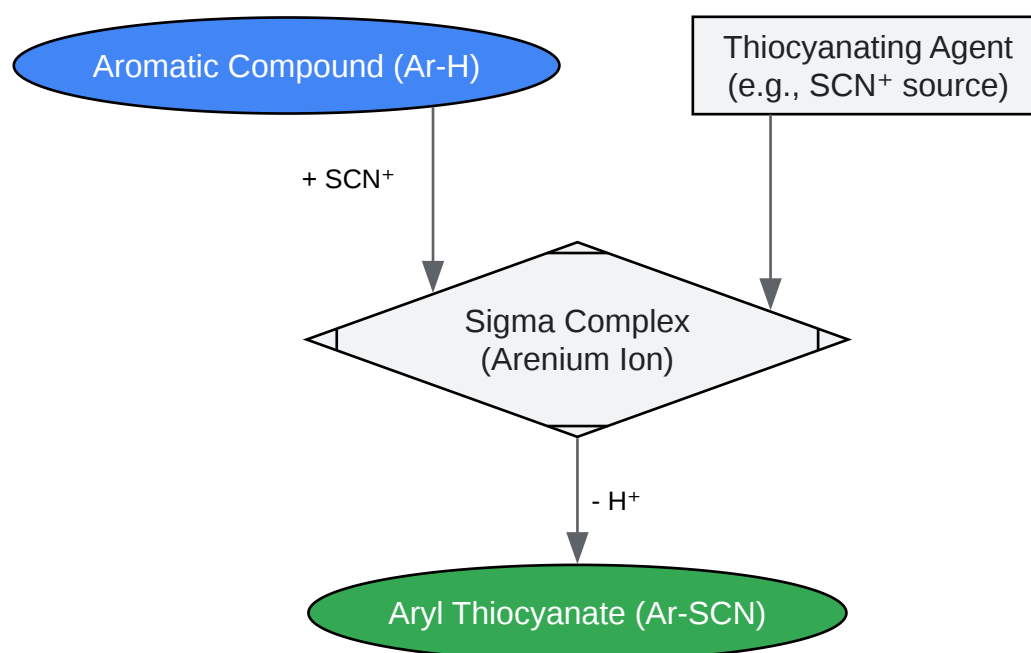 Aromatic Compound (Ar-H)
Thiocyanating Agent
(e.g., SCN⁺ source)
+ SCN⁺
Sigma Complex
(Arenium Ion)
- H⁺
Aryl Thiocyanate (Ar-SCN)